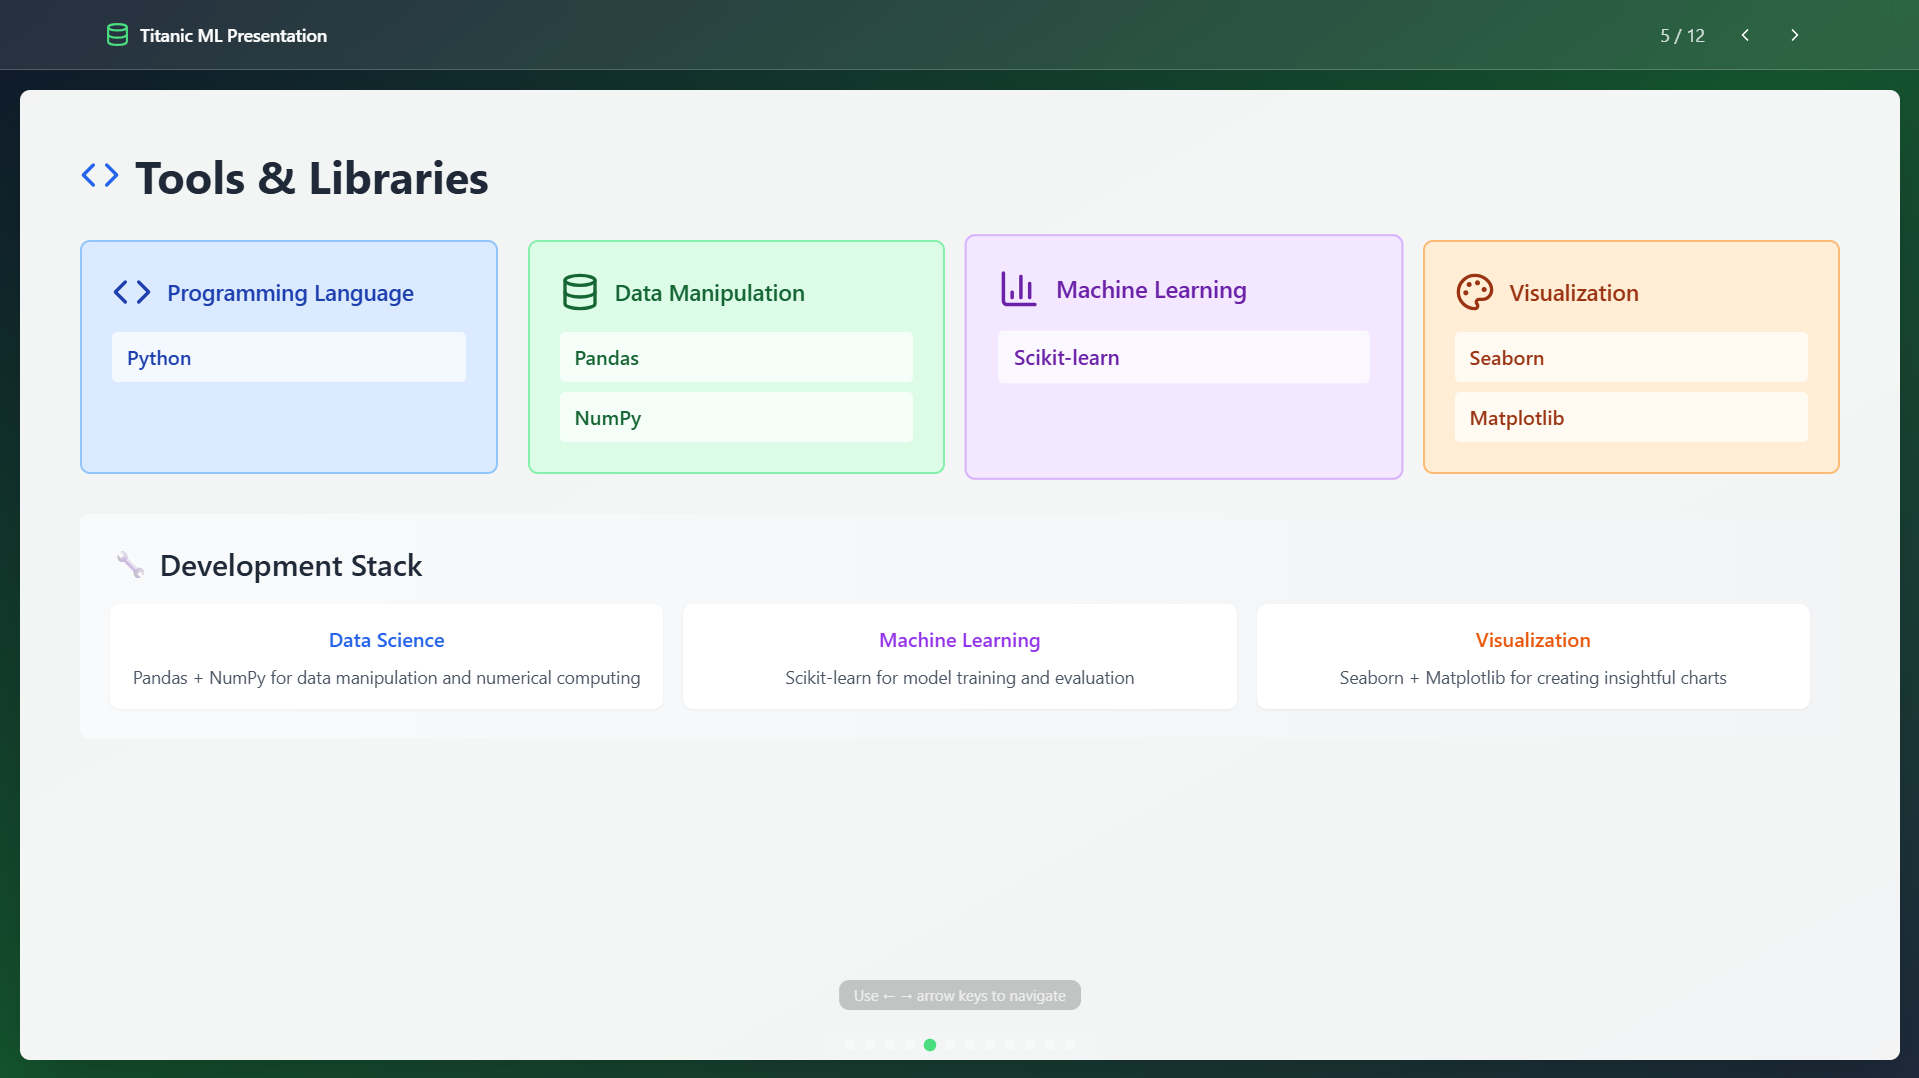 Titanic ML Presentation
5 / 12
Tools & Libraries
Programming Language
Python
Data Manipulation
Pandas
NumPy
Machine Learning
Scikit-learn
Visualization
Seaborn
Matplotlib
Development Stack
Data Science
Pandas + NumPy for data manipulation and numerical computing
Machine Learning
Scikit-learn for model training and evaluation
Visualization
Seaborn + Matplotlib for creating insightful charts
Use ← → arrow keys to navigate